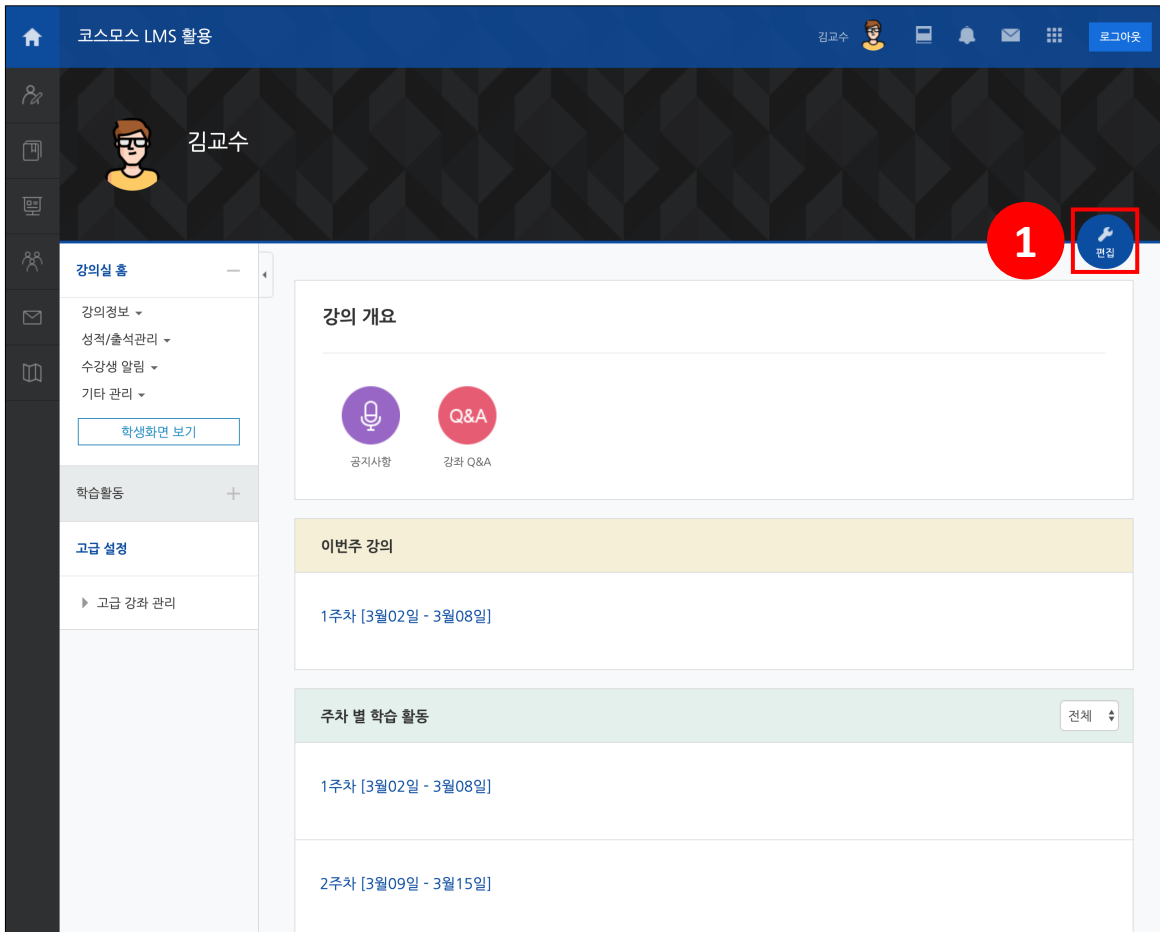 코스모스 LMS 활용
김교수
로그아웃
김교수
1
편집
강의실 홈
강의정보
성적/출석관리
수강생 알림
기타 관리
학생화면 보기
학습활동
고급 설정
고급 강좌 관리
강의 개요
Q&A
공지사항
강좌 Q&A
이번주 강의
1주차 [3월02일 - 3월08일]
주차 별 학습 활동
전체
1주차 [3월02일 - 3월08일]
2주차 [3월09일 - 3월15일]